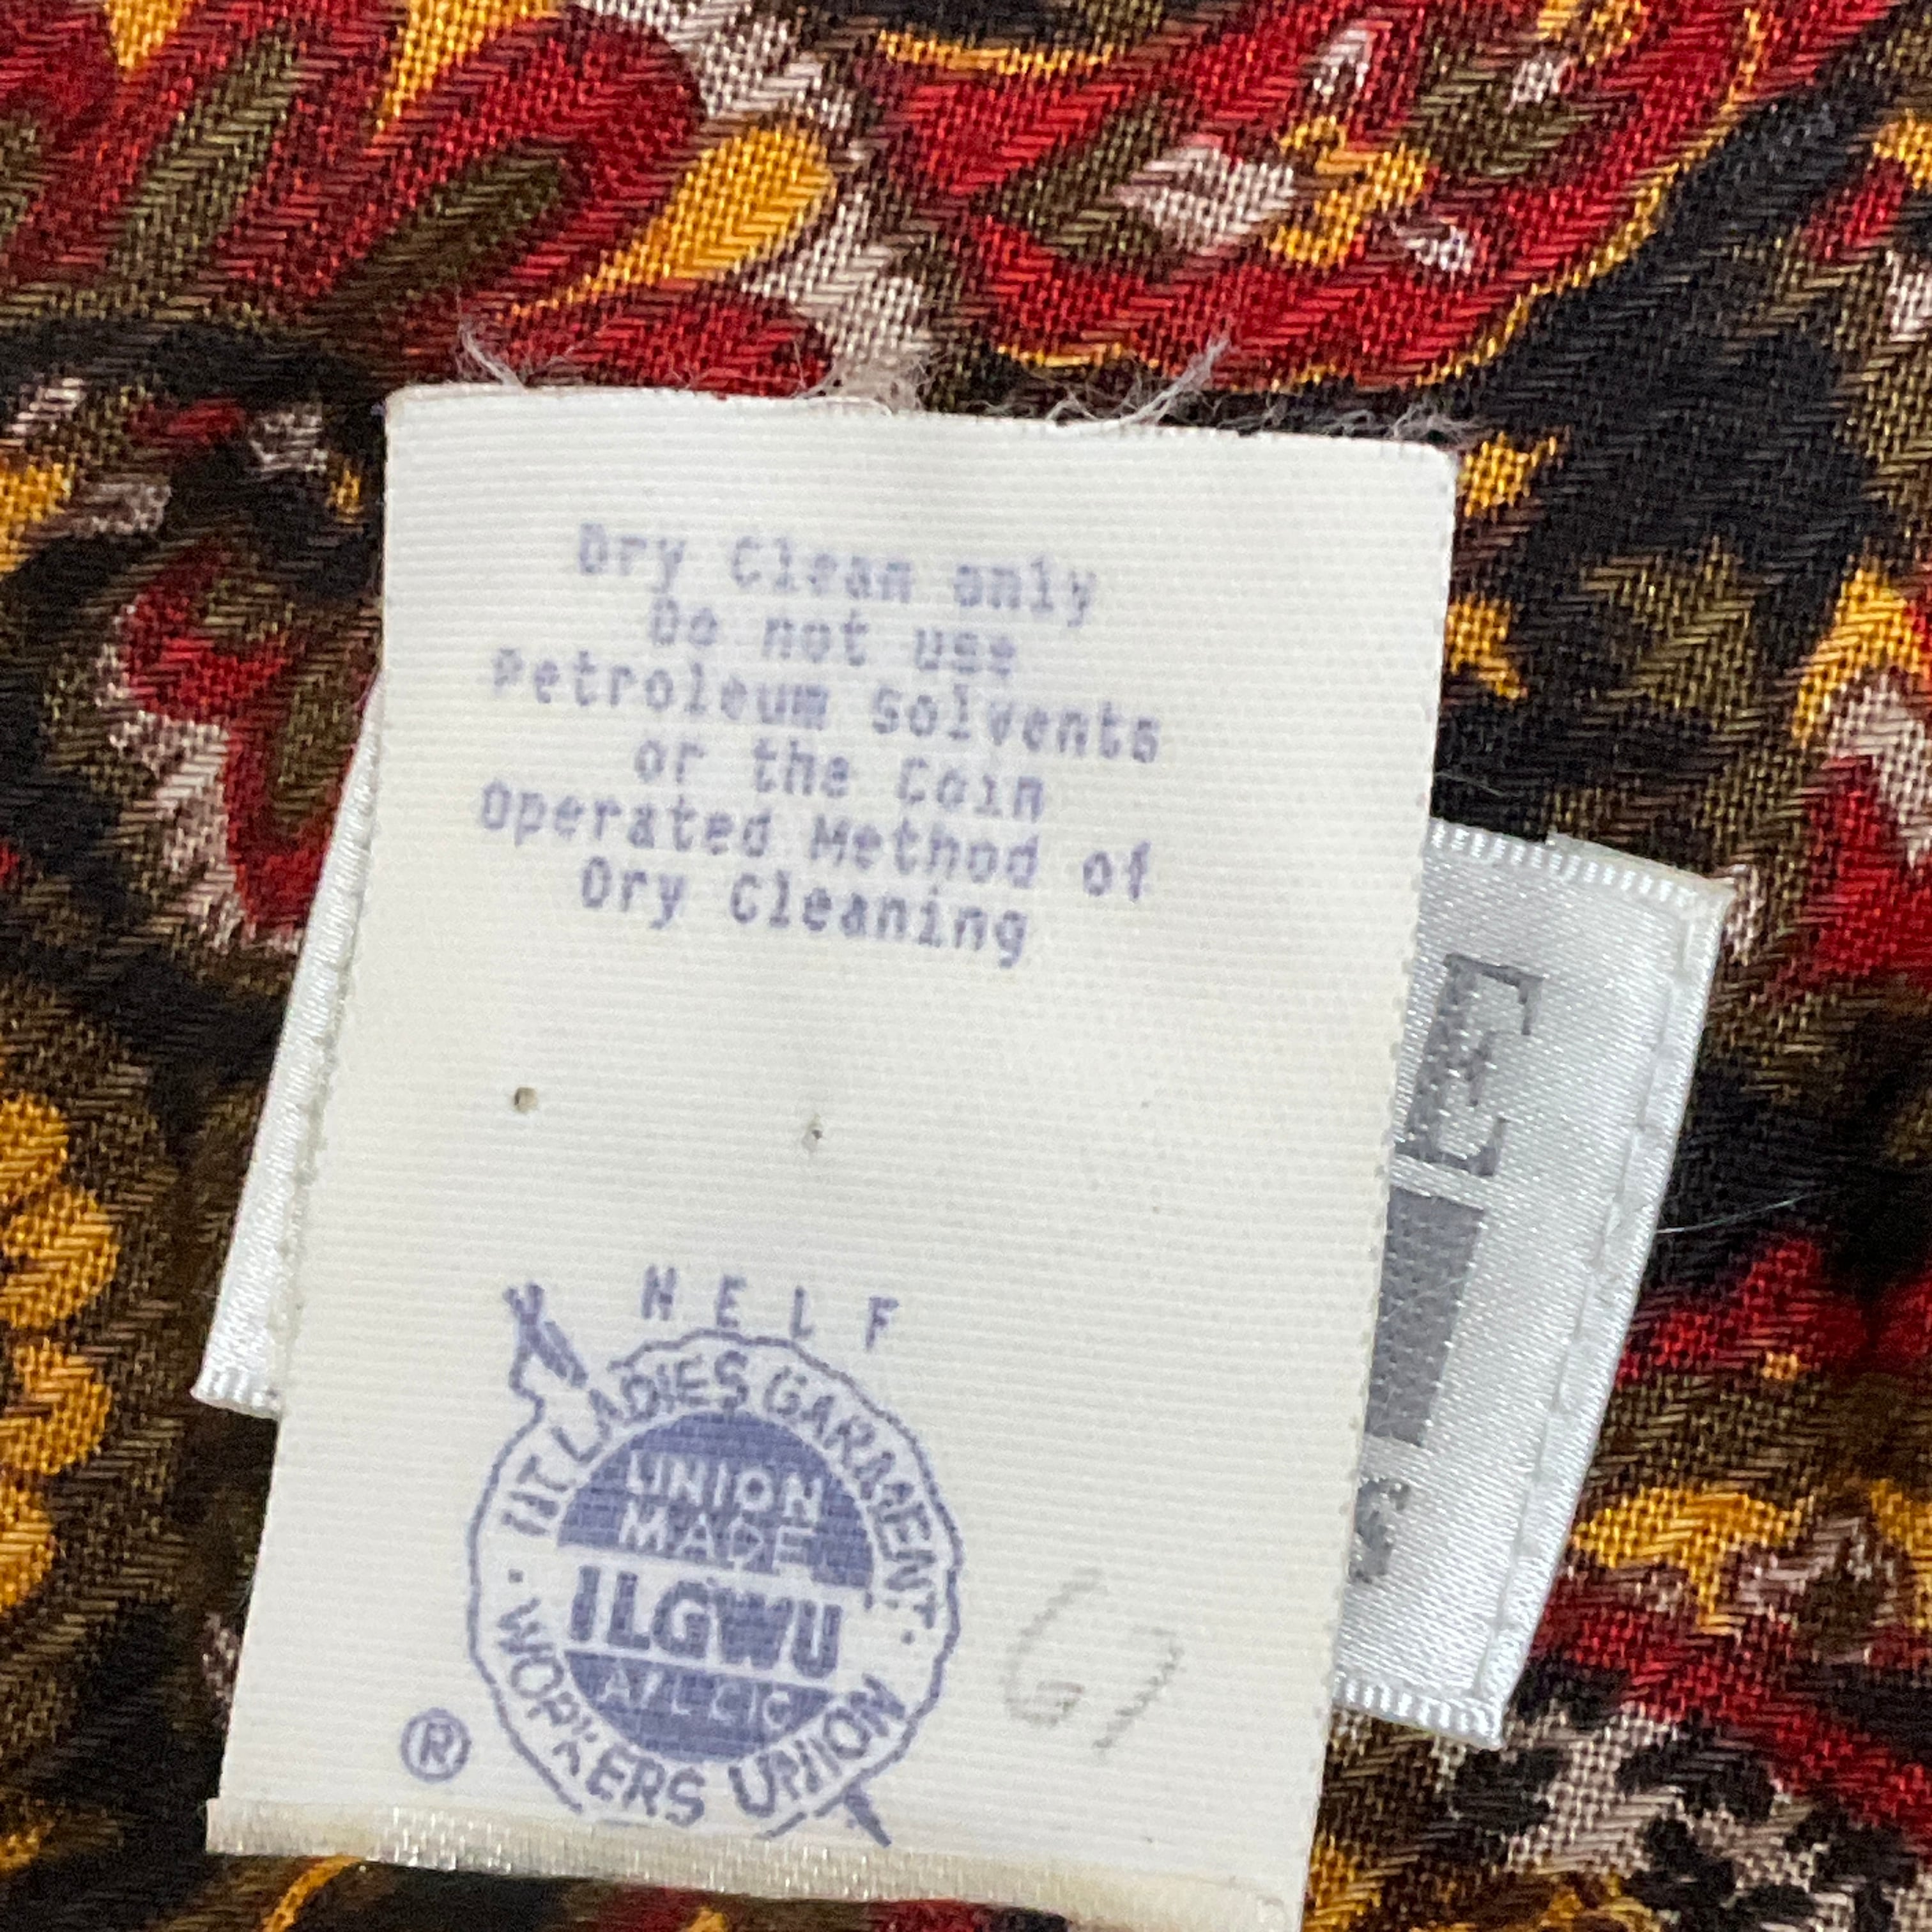 Dry Clean only
Do not use
Petroleum Solvents
or the Coin
Operated Method of
Dry Cleaning
HELF
INT LADIES GARMENT
WORKERS UNION
UNION
MADE
ILGWU
AFL-CIO
®